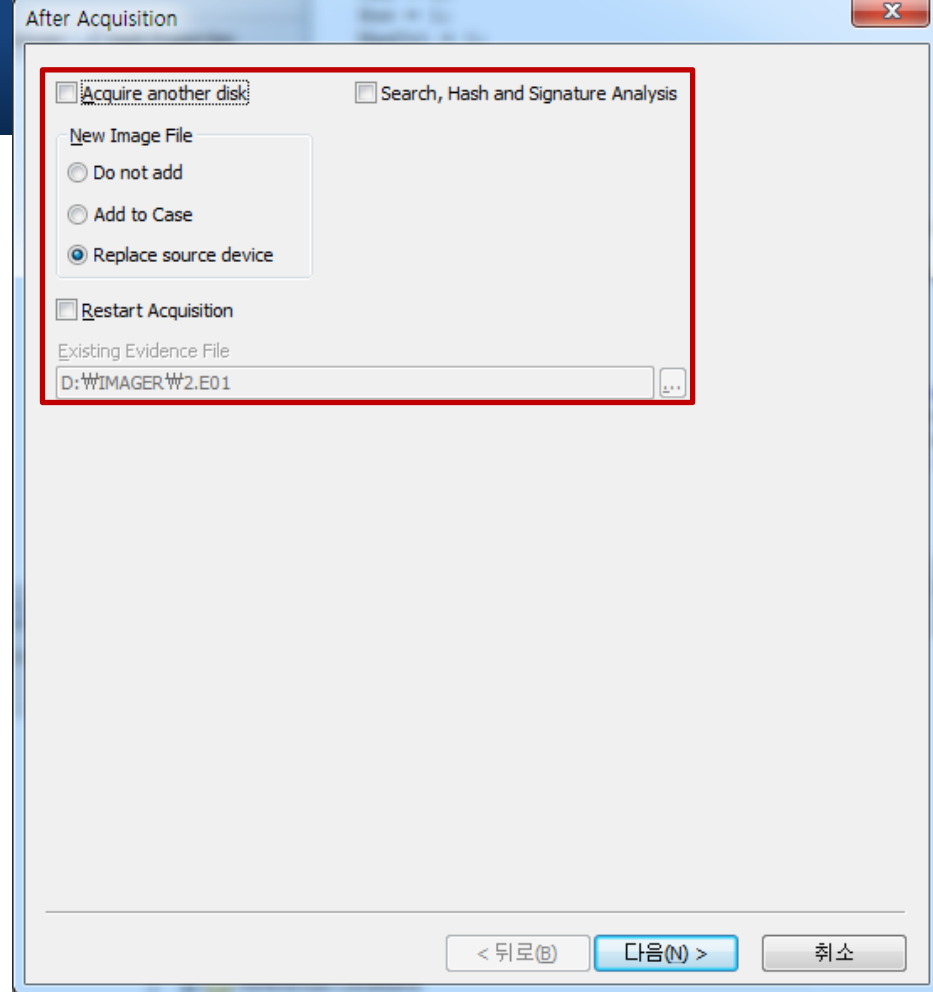 After Acquisition
Acquire another disk
Search, Hash and Signature Analysis
New Image File
Do not add
Add to Case
Replace source device
Restart Acquisition
Existing Evidence File
D:₩IMAGER₩2.E01
...
< 뒤로(B)
다음(N) >
취소